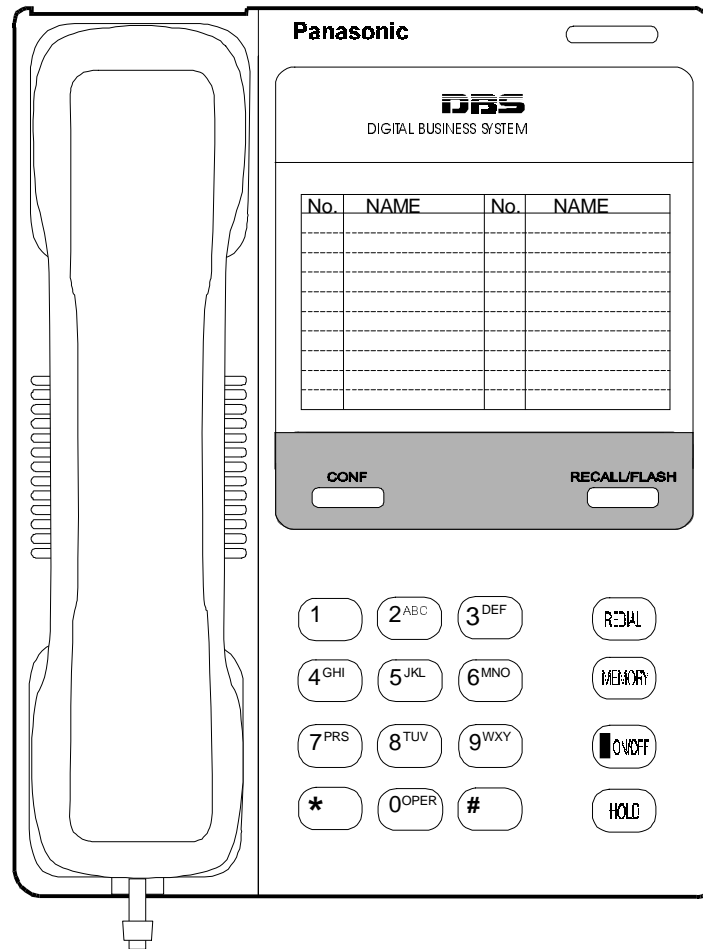 Panasonic
DBS
DIGITAL BUSINESS SYSTEM
No. NAME No. NAME
CONF RECALL/FLASH
1 2ABC 3DEF REDIAL
4GHI 5JKL 6MNO MEMORY
7PRS 8TUV 9WXY ON/OFF
* 0OPER # HOLD